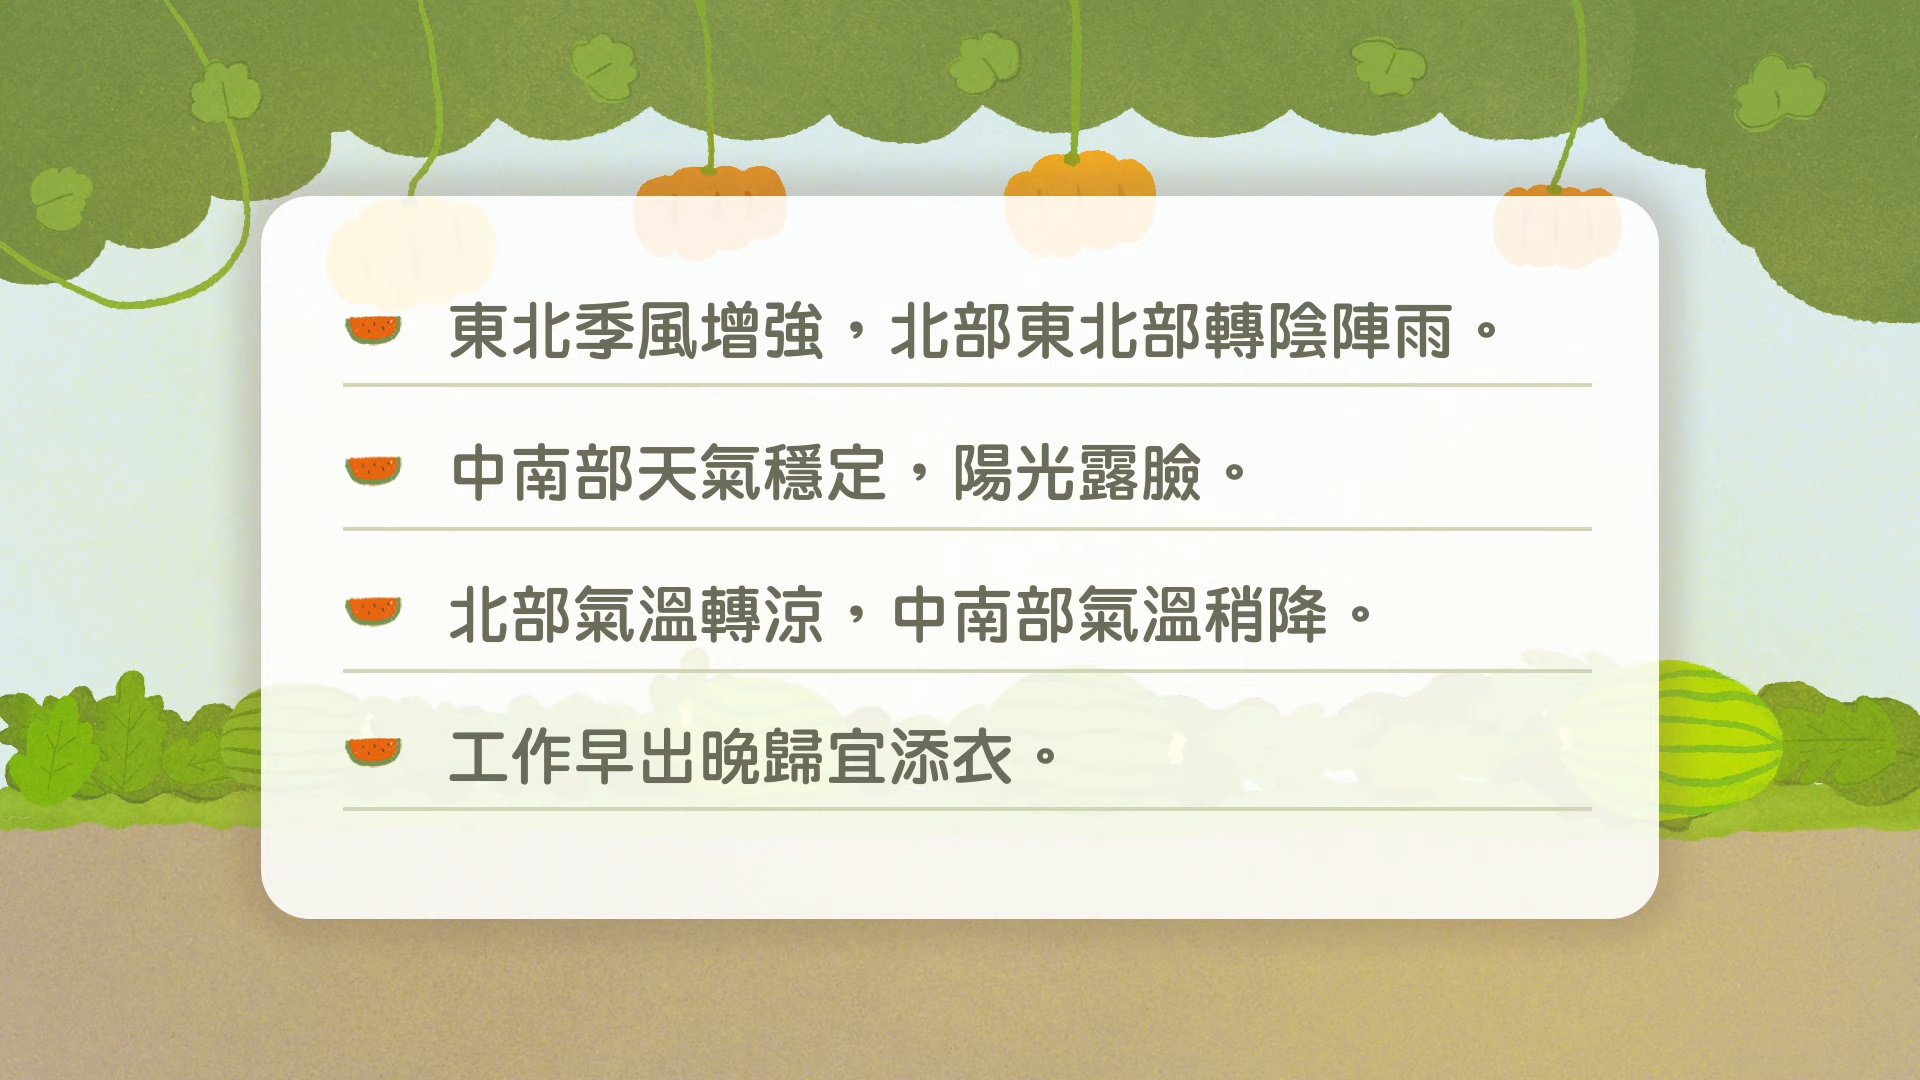 東北季風增強，北部東北部轉陰陣雨。
中南部天氣穩定，陽光露臉。
北部氣溫轉涼，中南部氣溫稍降。
工作早出晚歸宜添衣。